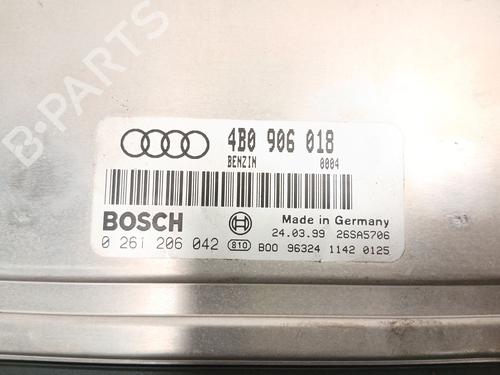 B-PARTS
4B0 906 018
BENZIN 0004
BOSCH
Made in Germany
24.03.99 26SA5706
0 261 206 042 810 B00 96324 1142 0125